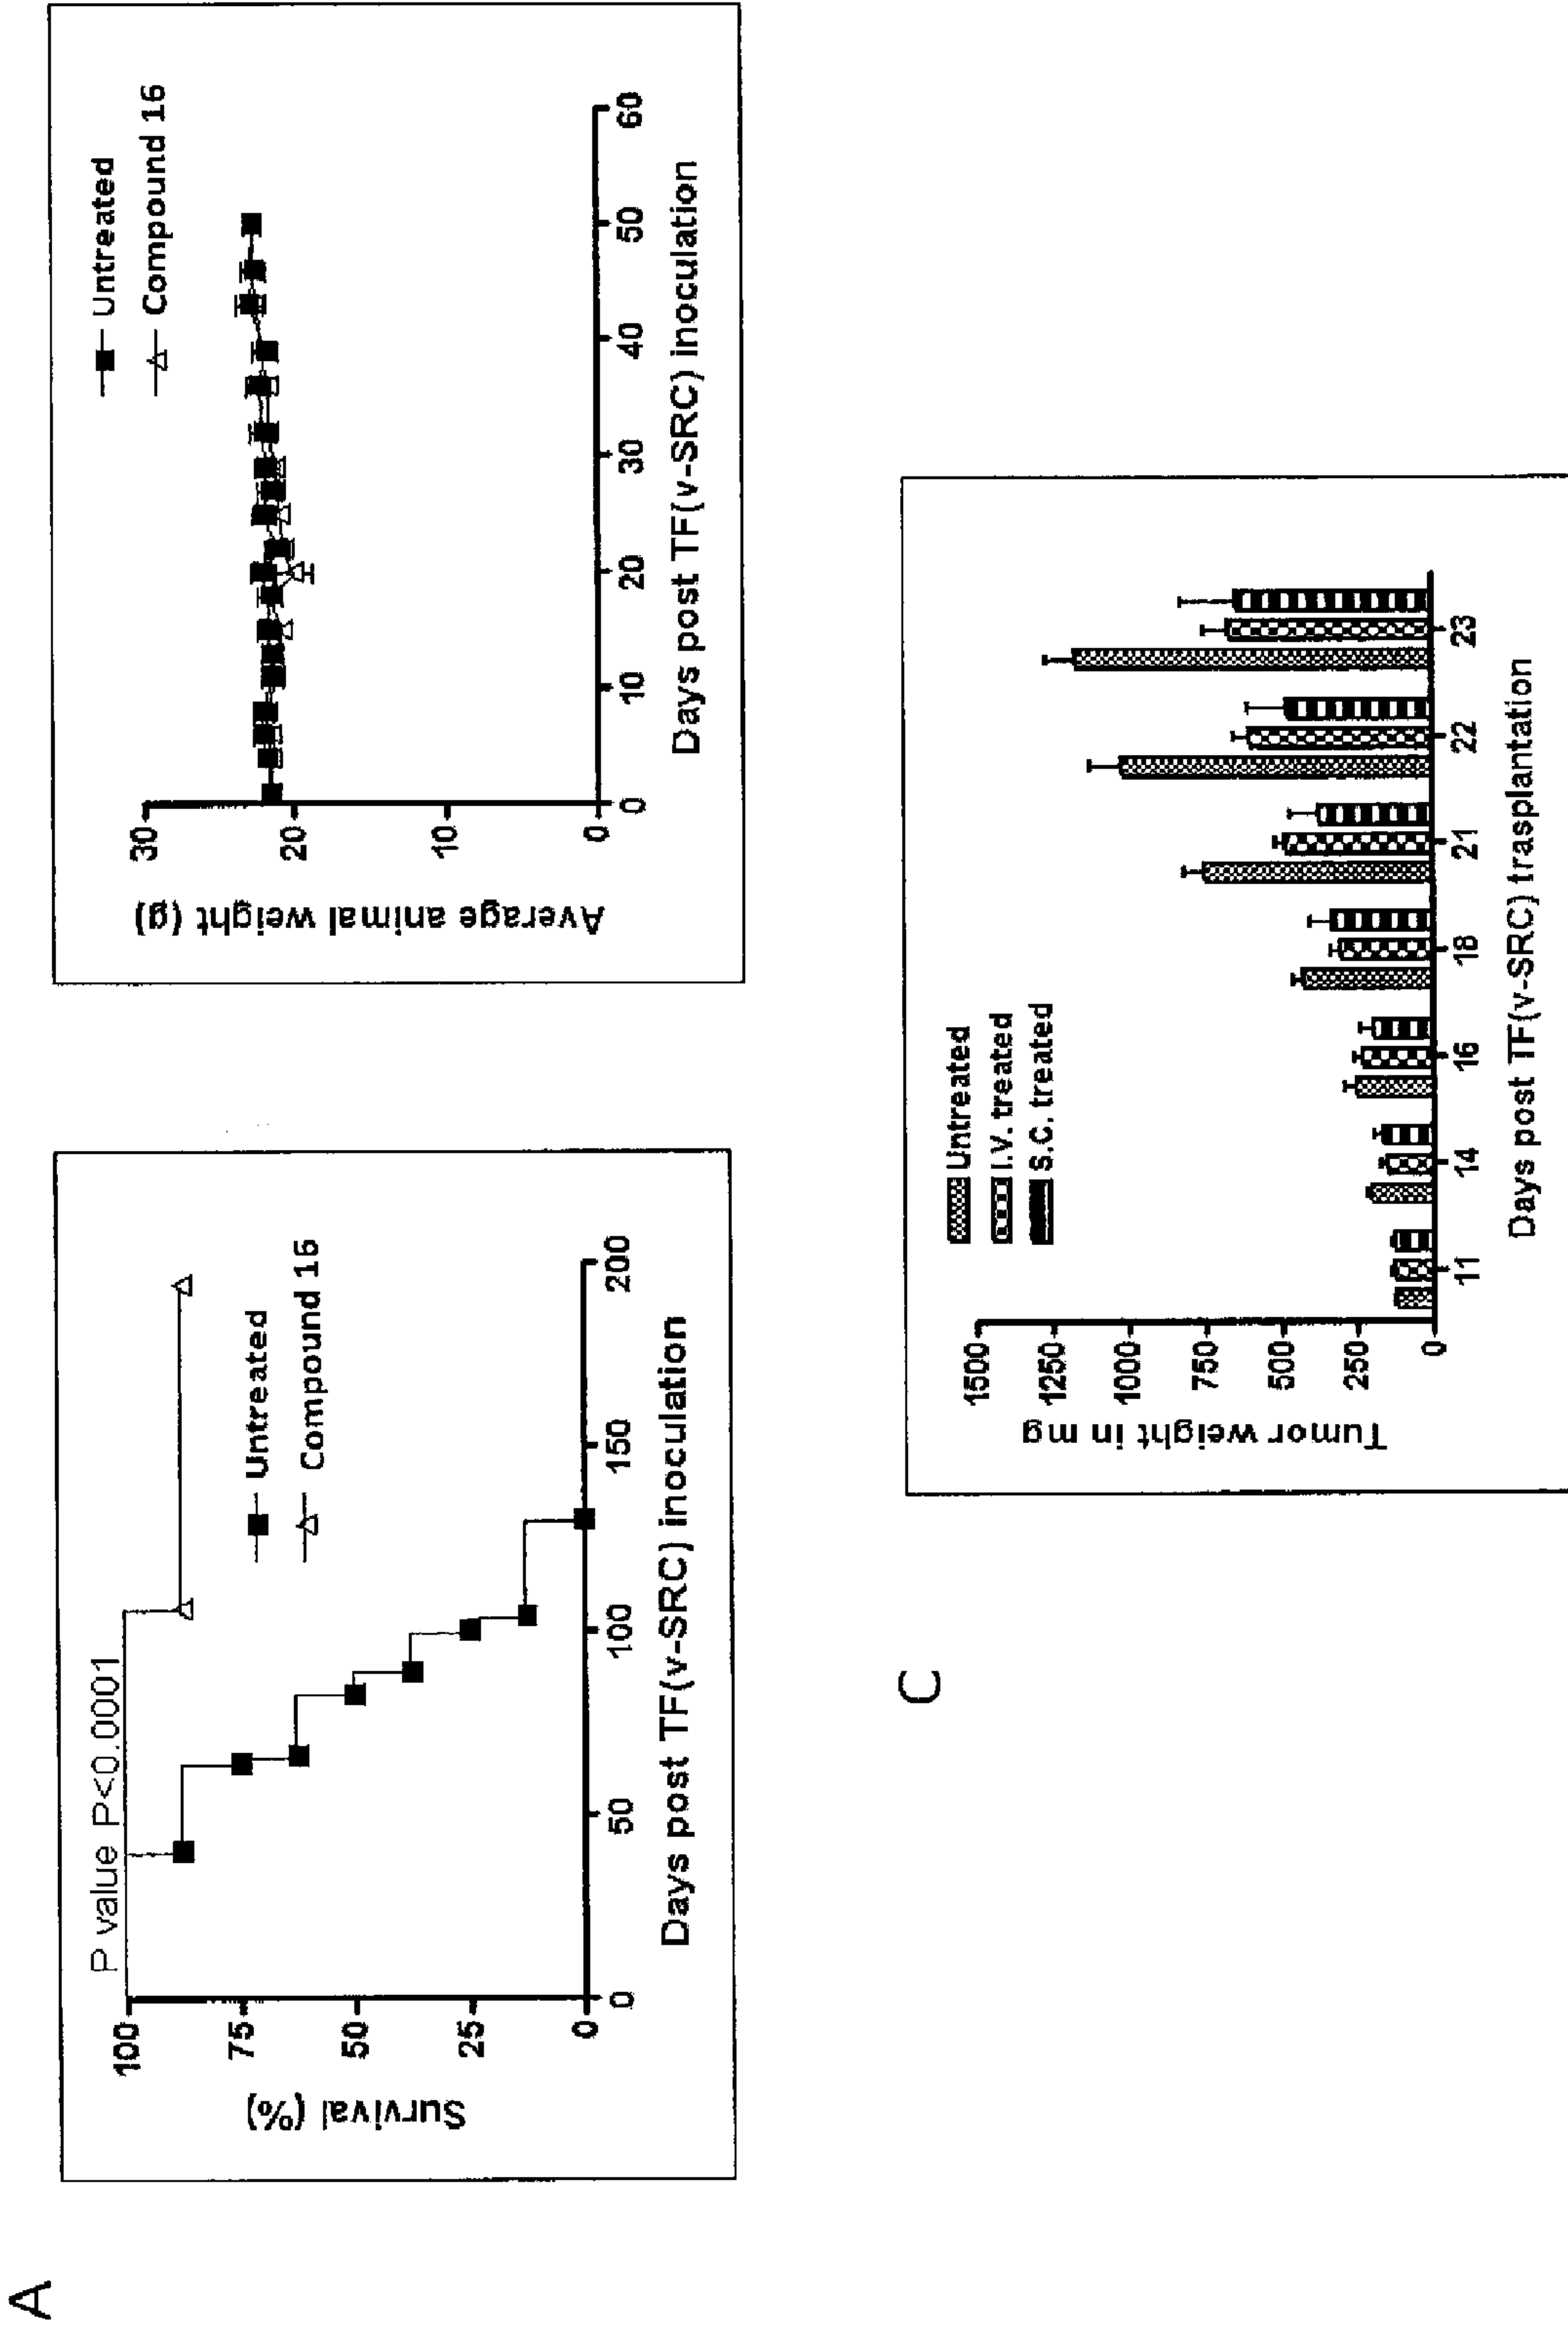 A
P value P<0.0001
Untreated
Compound 16
Survival (%)
100
75
50
25
0
0 50 100 150 200
Days post TF(v-SRC) inoculation
Untreated
Compound 16
Average animal weight (g)
30
20
10
0
0 10 20 30 40 50 60
Days post TF(v-SRC) inoculation
C
Untreated
I.V. treated
S.C. treated
Tumor weight in mg
1500
1250
1000
750
500
250
0
11 14 16 18 21 22 23
Days post TF(v-SRC) trasplantation